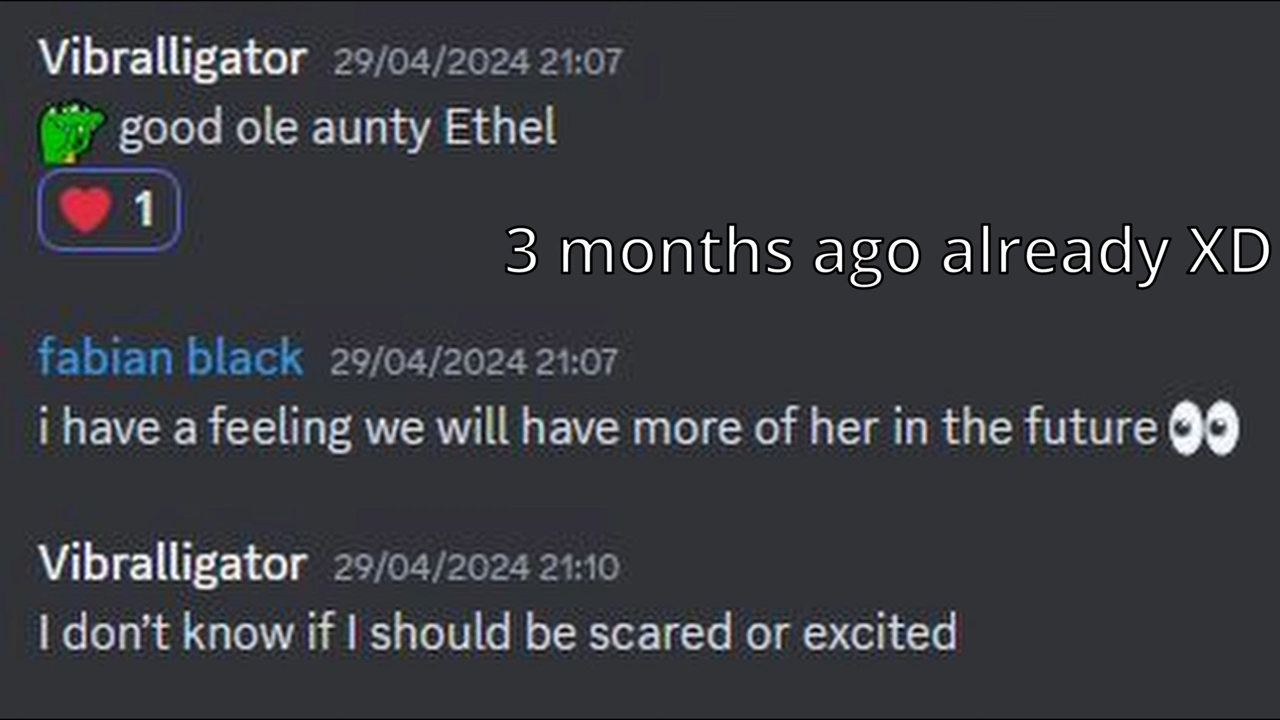 Vibralligator 29/04/2024 21:07
good ole aunty Ethel
1
3 months ago already XD
fabian black 29/04/2024 21:07
i have a feeling we will have more of her in the future 👀
Vibralligator 29/04/2024 21:10
I don't know if I should be scared or excited